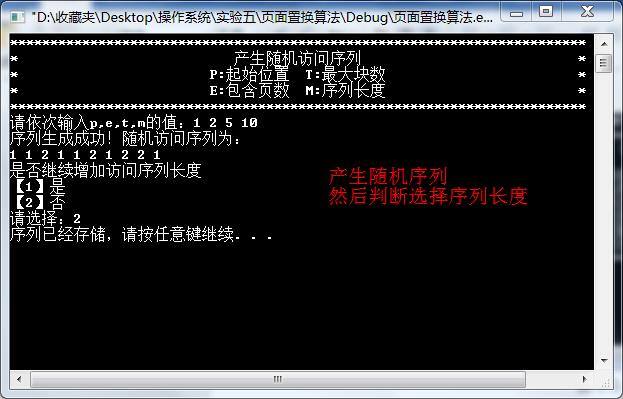 "D:\收藏夹\Desktop\操作系统\实验五\页面置换算法\Debug\页面置换算法.e...
**********************************************************************
* 产生随机访问序列 *
* P:起始位置 T:最大块数 *
* E:包含页数 M:序列长度 *
**********************************************************************
请依次输入p,e,t,m的值：1 2 5 10
序列生成成功！随机访问序列为：
1 1 2 1 1 2 1 2 2 1
是否继续增加访问序列长度
【1】是
【2】否
请选择：2
序列已经存储，请按任意键继续. . .
产生随机序列
然后判断选择序列长度